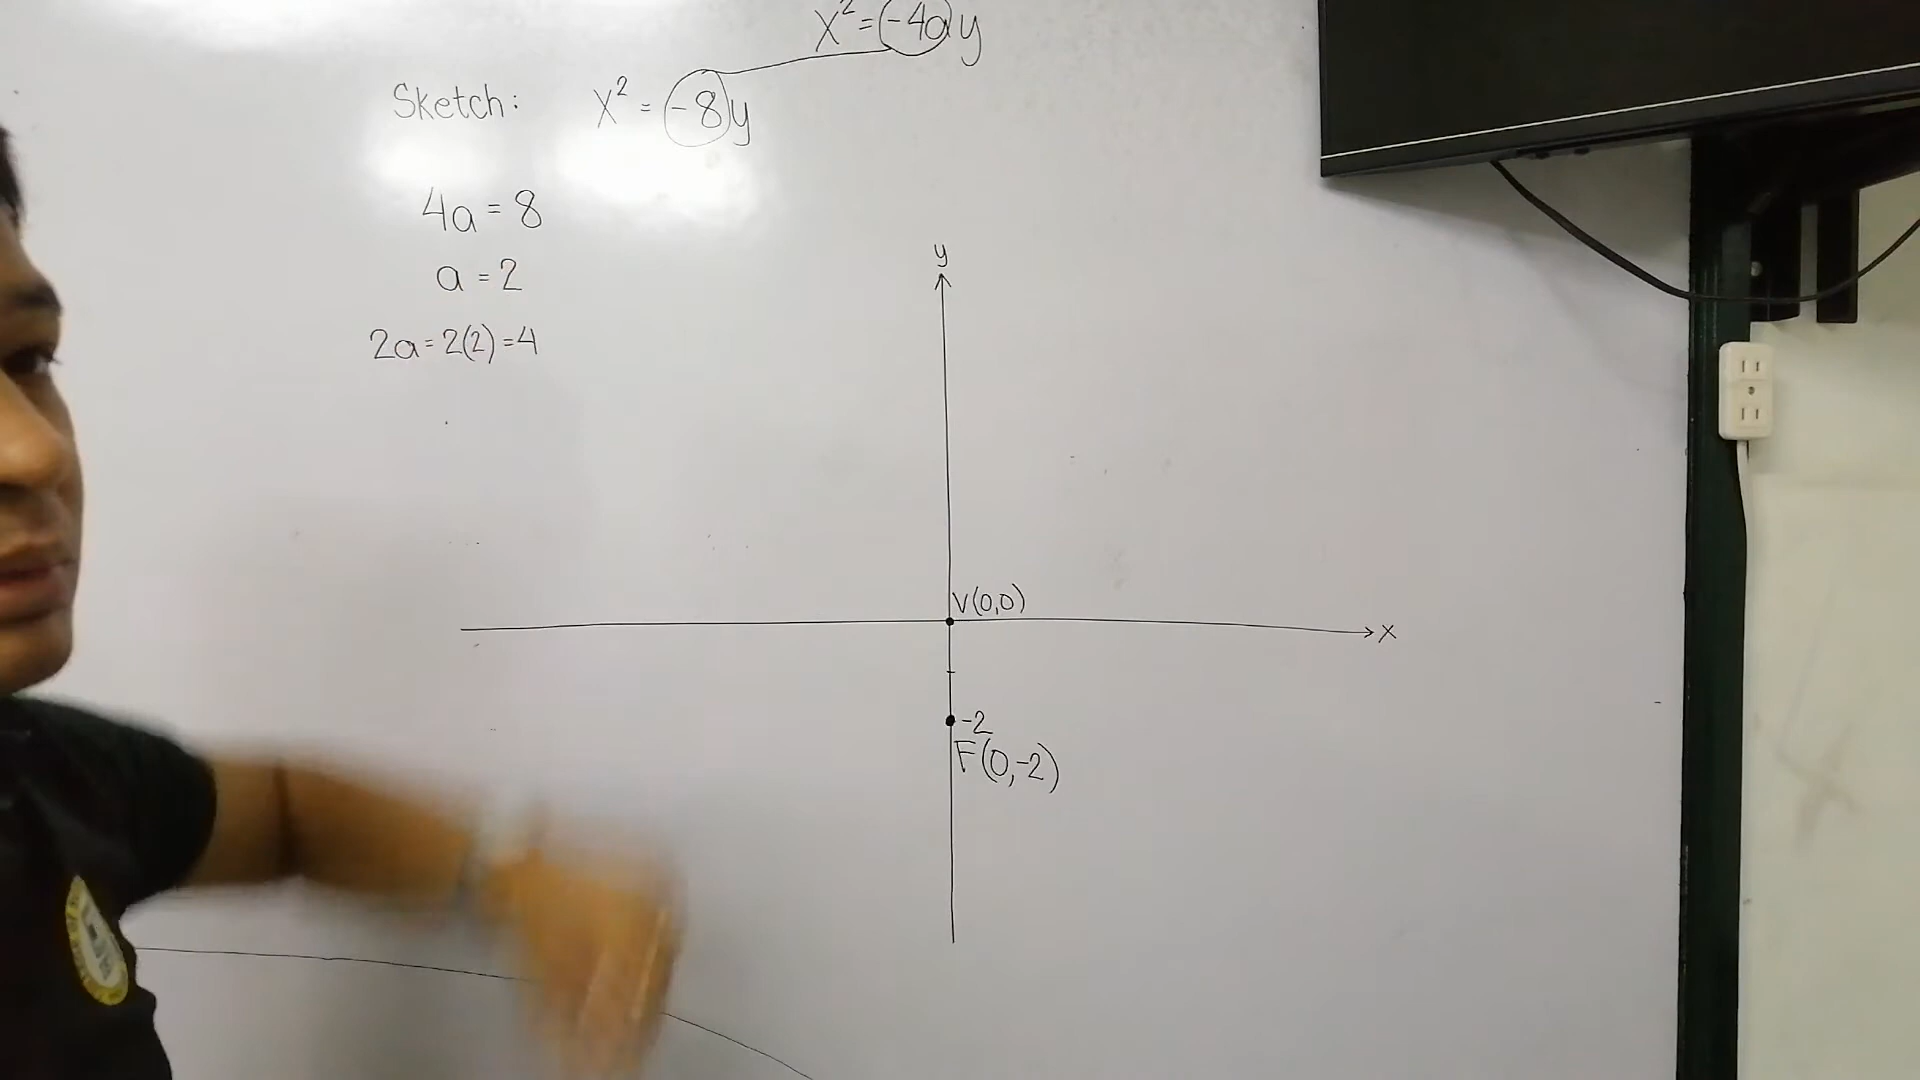 x² = -4ay
Sketch: x² = -8y
4a = 8
a = 2
2a = 2(2) = 4
y
V(0,0)
x
-2
F(0,-2)